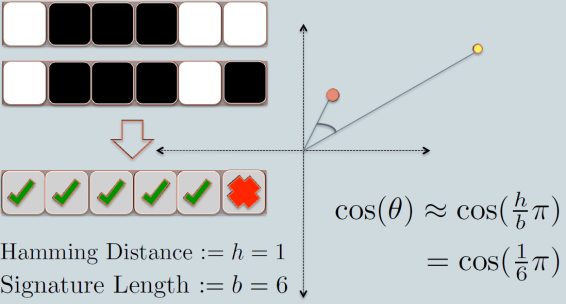 cos(θ) ≈ cos(h/b π)
= cos(1/6 π)
Hamming Distance := h = 1
Signature Length := b = 6